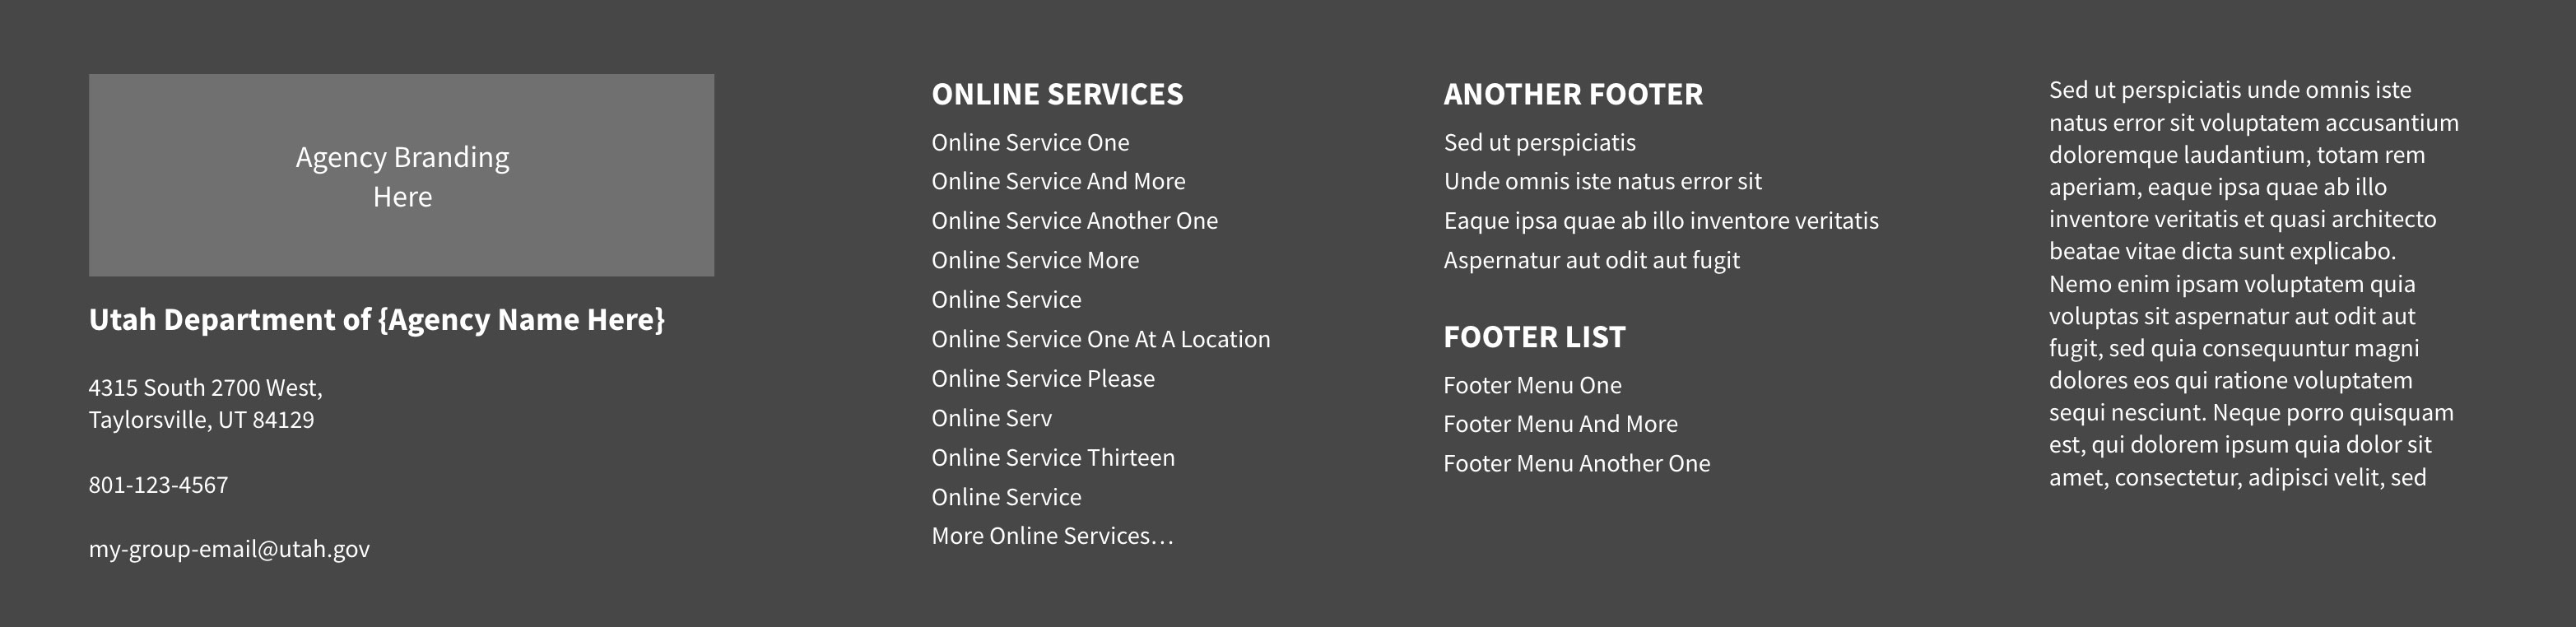 Agency Branding
Here
Utah Department of {Agency Name Here}
4315 South 2700 West,
Taylorsville, UT 84129
801-123-4567
my-group-email@utah.gov
ONLINE SERVICES
Online Service One
Online Service And More
Online Service Another One
Online Service More
Online Service
Online Service One At A Location
Online Service Please
Online Serv
Online Service Thirteen
Online Service
More Online Services…
ANOTHER FOOTER
Sed ut perspiciatis
Unde omnis iste natus error sit
Eaque ipsa quae ab illo inventore veritatis
Aspernatur aut odit aut fugit
FOOTER LIST
Footer Menu One
Footer Menu And More
Footer Menu Another One
Sed ut perspiciatis unde omnis iste
natus error sit voluptatem accusantium
doloremque laudantium, totam rem
aperiam, eaque ipsa quae ab illo
inventore veritatis et quasi architecto
beatae vitae dicta sunt explicabo.
Nemo enim ipsam voluptatem quia
voluptas sit aspernatur aut odit aut
fugit, sed quia consequuntur magni
dolores eos qui ratione voluptatem
sequi nesciunt. Neque porro quisquam
est, qui dolorem ipsum quia dolor sit
amet, consectetur, adipisci velit, sed